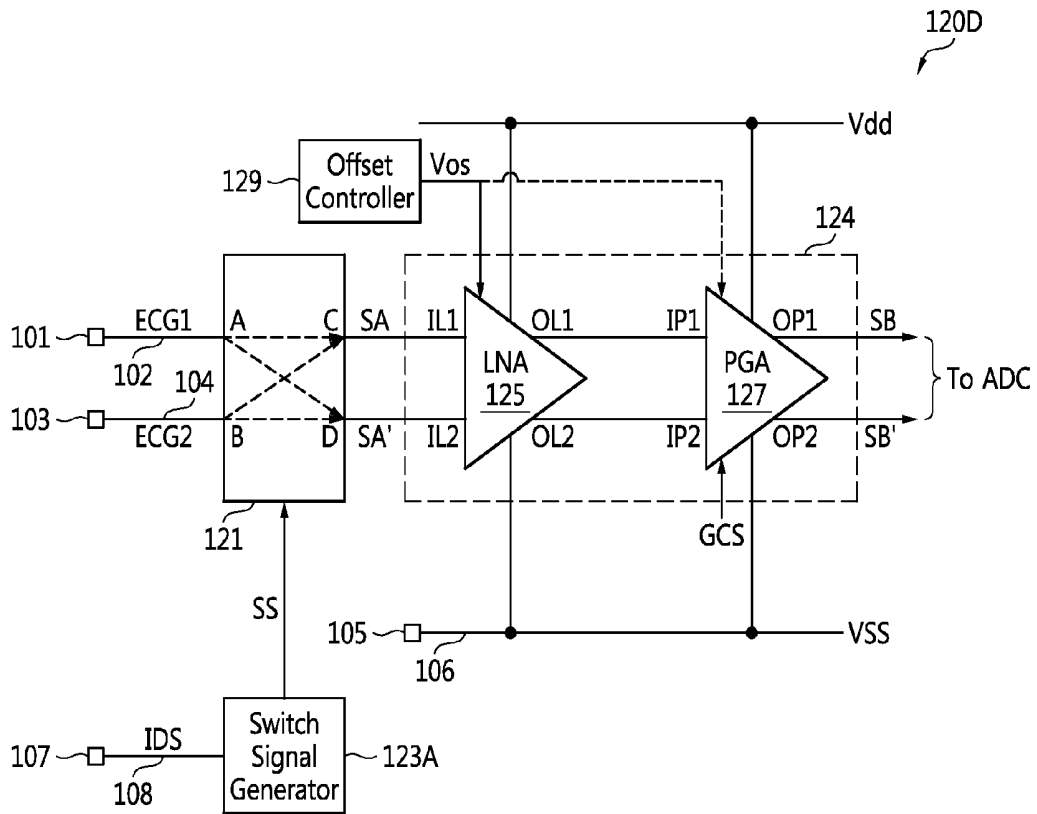 120D
Vdd
Offset
Controller
129
Vos
124
101
ECG1
102
A
C
SA
IL1
OL1
IP1
OP1
SB
LNA
125
PGA
127
To ADC
104
103
ECG2
B
D
SA'
IL2
OL2
IP2
OP2
SB'
121
GCS
SS
105
106
VSS
107
IDS
108
Switch
Signal
Generator
123A